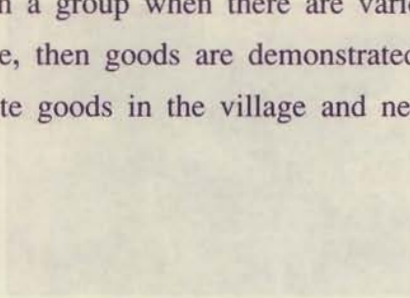 a group when there are
then goods are demonstrated
goods in the village and